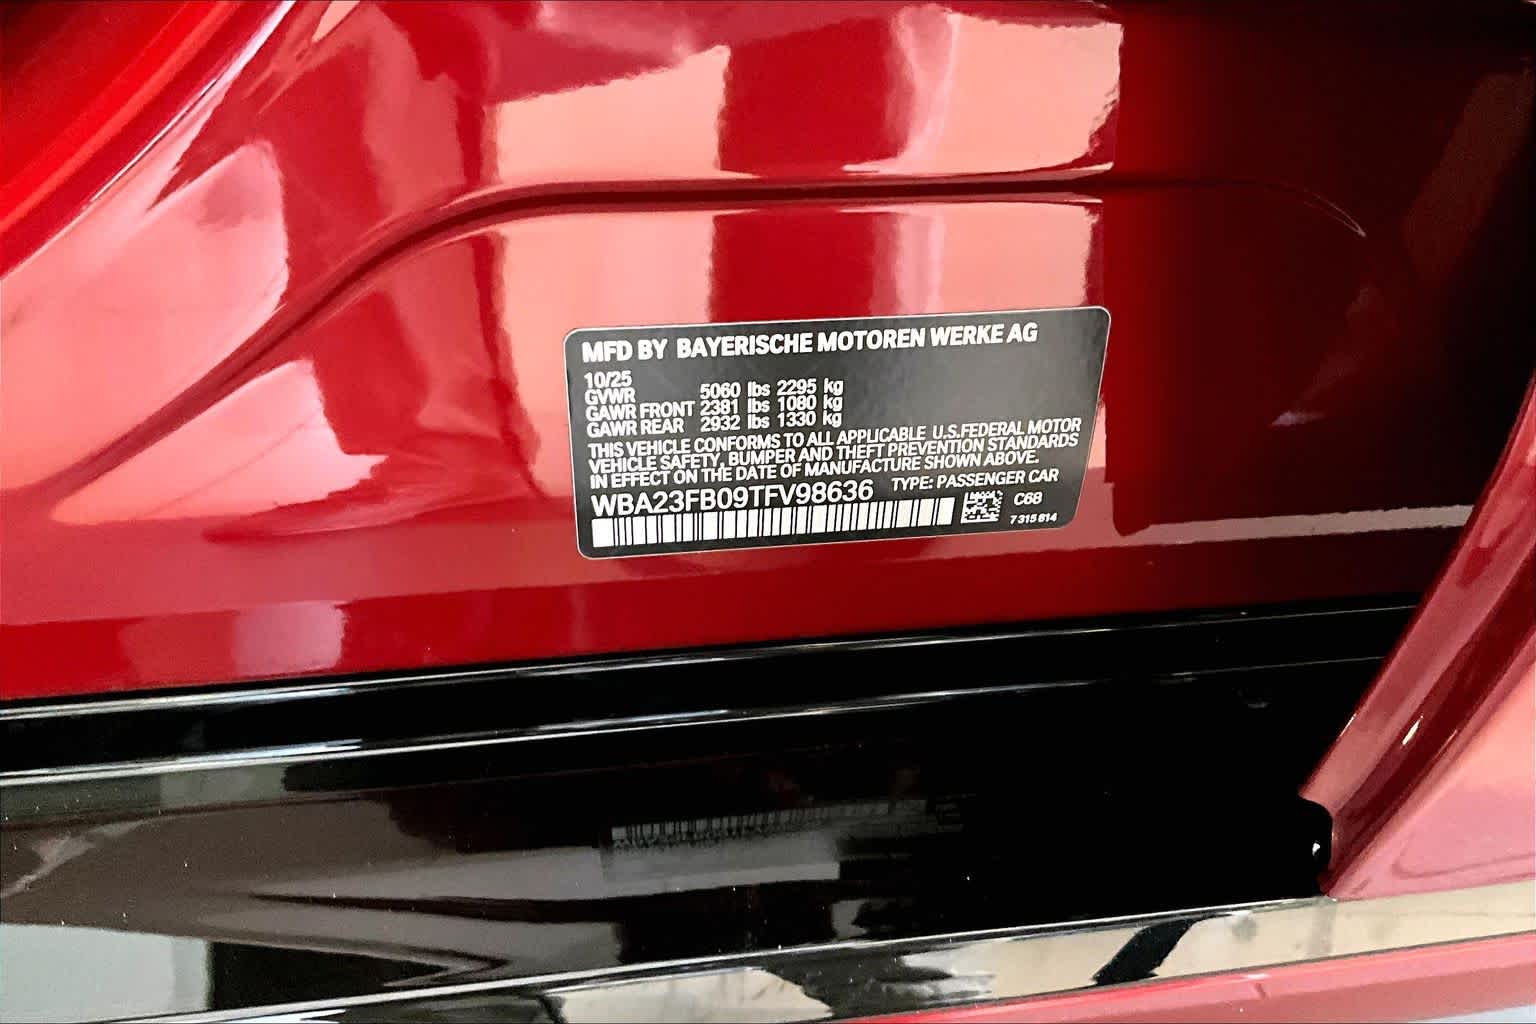 MFD BY BAYERISCHE MOTOREN WERKE AG
10/25
GVWR 5060 lbs 2295 kg
GAWR FRONT 2381 lbs 1080 kg
GAWR REAR 2932 lbs 1330 kg
THIS VEHICLE CONFORMS TO ALL APPLICABLE U.S.FEDERAL MOTOR
VEHICLE SAFETY, BUMPER AND THEFT PREVENTION STANDARDS
IN EFFECT ON THE DATE OF MANUFACTURE SHOWN ABOVE.
WBA23FB09TFV98636 TYPE: PASSENGER CAR
C68
7 315 814